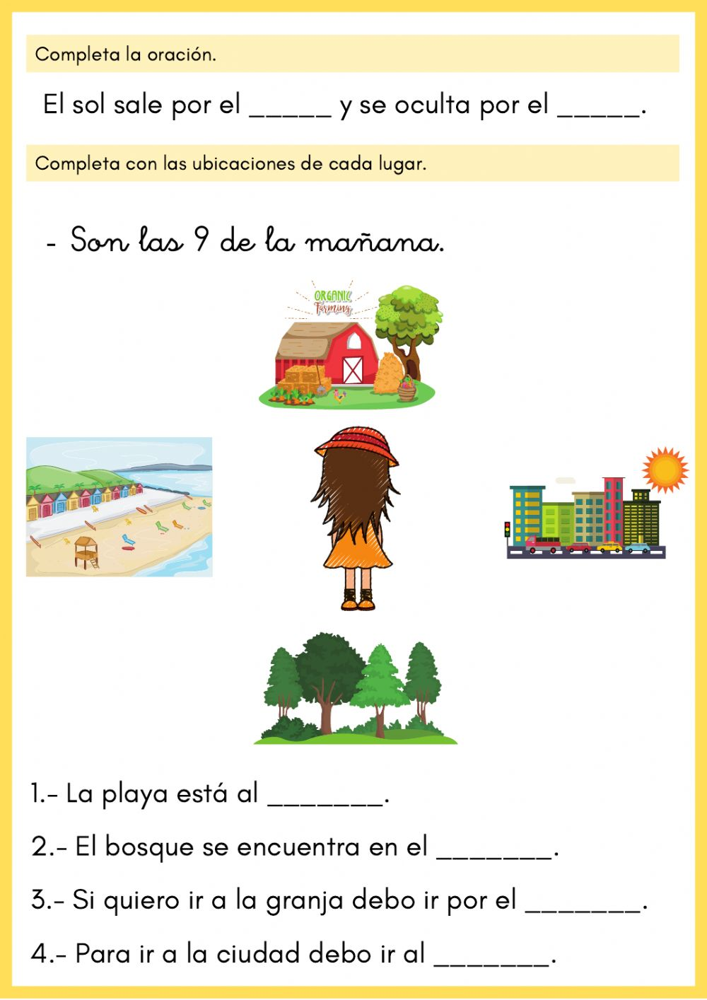 Completa la oración.
El sol sale por el _____ y se oculta por el _____.
Completa con las ubicaciones de cada lugar.
- Son las 9 de la mañana.
ORGANIC
Farming
1.- La playa está al _______.
2.- El bosque se encuentra en el _______.
3.- Si quiero ir a la granja debo ir por el _______.
4.- Para ir a la ciudad debo ir al _______.